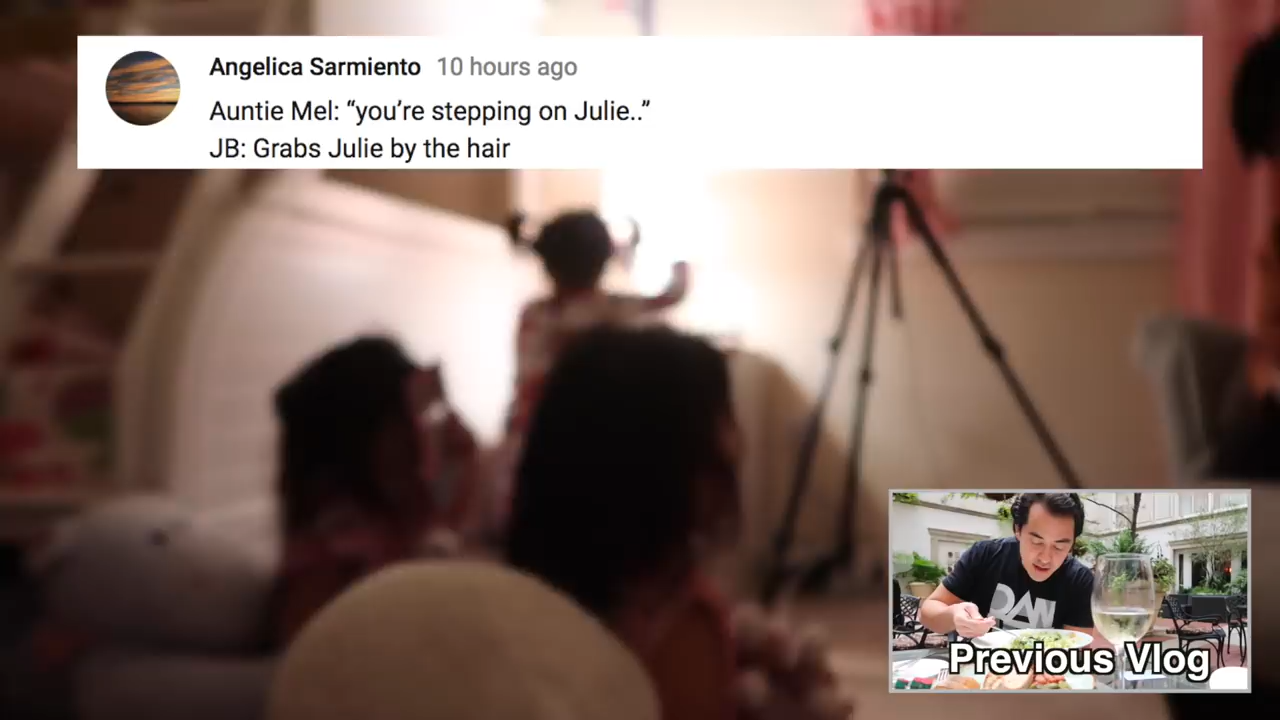 Angelica Sarmiento 10 hours ago
Auntie Mel: “you’re stepping on Julie..”
JB: Grabs Julie by the hair
DAN
Previous Vlog